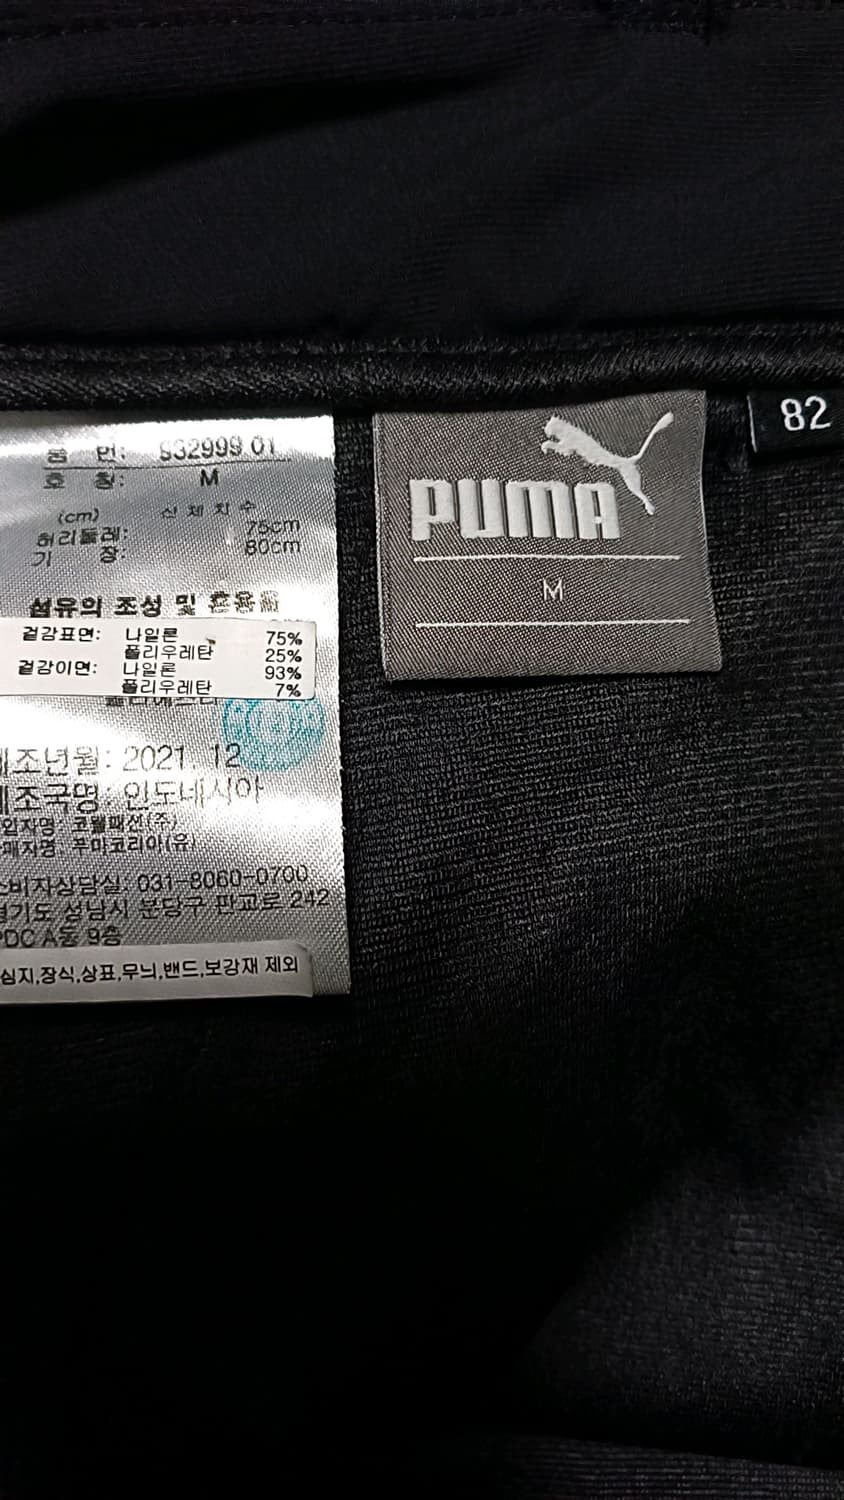 품 번: 932999 01
호 칭: M
(cm) 신체치수
허리둘레: 75cm
기 장: 80cm
섬유의 조성 및 혼용율
겉감표면: 나일론 75%
폴리우레탄 25%
겉감이면: 나일론 93%
폴리우레탄 7%
제조년월: 2021. 12
제조국명: 인도네시아
입자명: 코웰패션(주)
매자명: 푸마코리아(유)
소비자상담실: 031-8060-0700
경기도 성남시 분당구 판교로 242
PDC A동 9층
심지,장식,상표,무늬,밴드,보강재 제외
PUMA
M
82